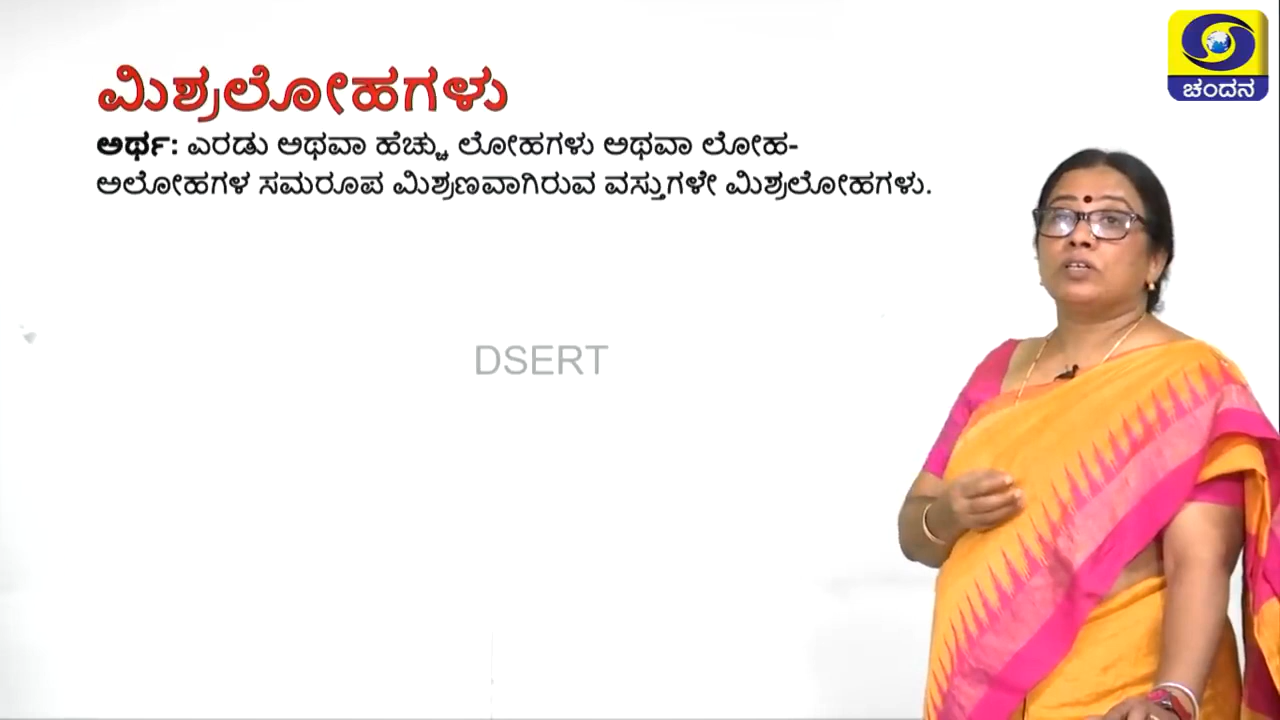 ಮಿಶ್ರಲೋಹಗಳು
ಅರ್ಥ: ಎರಡು ಅಥವಾ ಹೆಚ್ಚು ಲೋಹಗಳು ಅಥವಾ ಲೋಹ-
ಅಲೋಹಗಳ ಸಮರೂಪ ಮಿಶ್ರಣವಾಗಿರುವ ವಸ್ತುಗಳೇ ಮಿಶ್ರಲೋಹಗಳು.
DSERT
ಚಂದನ